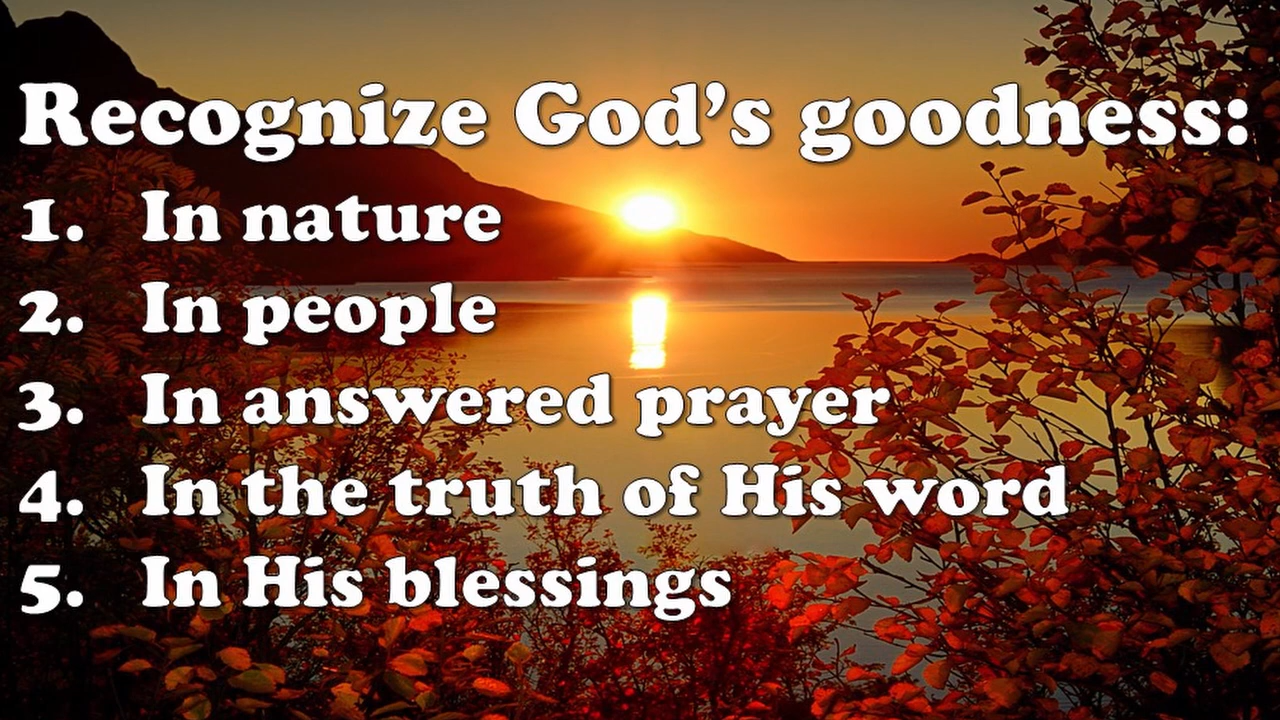 Recognize God’s goodness:
1. In nature
2. In people
3. In answered prayer
4. In the truth of His word
5. In His blessings